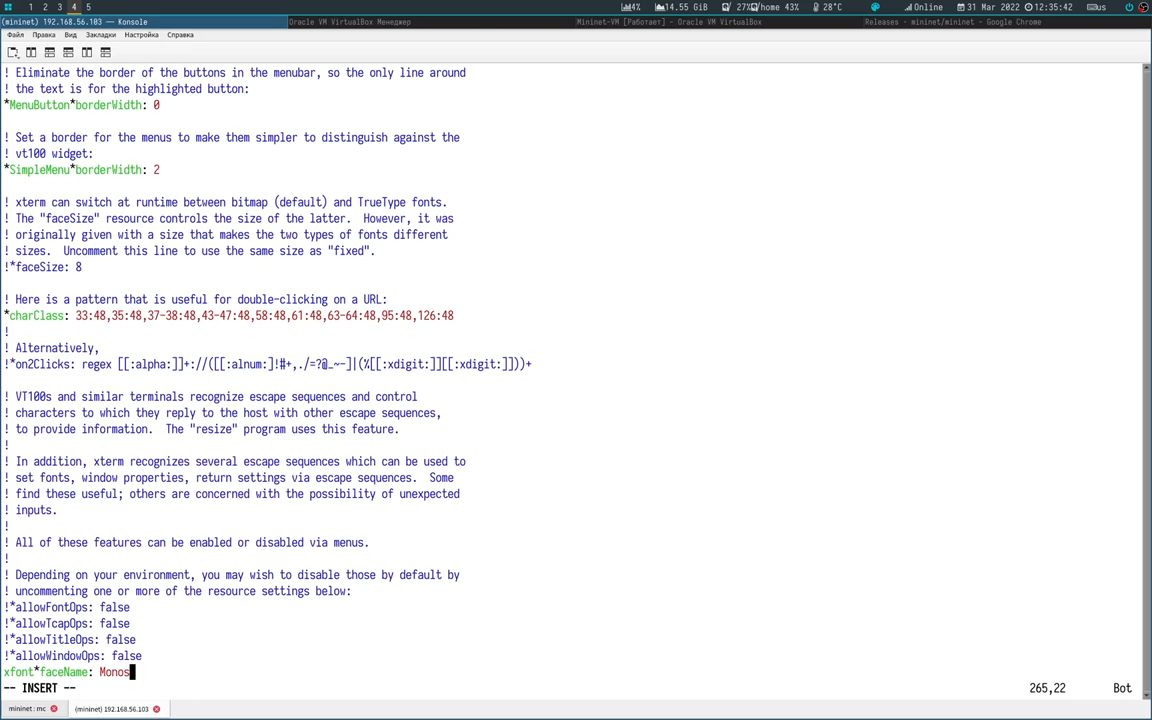 1 2 3 4 5
4% 14.55 GiB / 27% /home 43% 28°C Online 31 Mar 2022 12:35:42 us
(mininet) 192.168.56.103 — Konsole
Oracle VM VirtualBox Менеджер
Mininet-VM [Работает] - Oracle VM VirtualBox
Releases · mininet/mininet - Google Chrome
Файл Правка Вид Закладки Настройка Справка
! Eliminate the border of the buttons in the menubar, so the only line around
! the text is for the highlighted button:
*MenuButton*borderWidth: 0
! Set a border for the menus to make them simpler to distinguish against the
! vt100 widget:
*SimpleMenu*borderWidth: 2
! xterm can switch at runtime between bitmap (default) and TrueType fonts.
! The "faceSize" resource controls the size of the latter.  However, it was
! originally given with a size that makes the two types of fonts different
! sizes.  Uncomment this line to use the same size as "fixed".
!*faceSize: 8
! Here is a pattern that is useful for double-clicking on a URL:
*charClass: 33:48,35:48,37-38:48,43-47:48,58:48,61:48,63-64:48,95:48,126:48
!
! Alternatively,
!*on2Clicks: regex [[:alpha:]]+://([[:alnum:]!#+,./=?@_~-]|(%[[:xdigit:]][[:xdigit:]]))+
! VT100s and similar terminals recognize escape sequences and control
! characters to which they reply to the host with other escape sequences,
! to provide information.  The "resize" program uses this feature.
!
! In addition, xterm recognizes several escape sequences which can be used to
! set fonts, window properties, return settings via escape sequences.  Some
! find these useful; others are concerned with the possibility of unexpected
! inputs.
!
! All of these features can be enabled or disabled via menus.
!
! Depending on your environment, you may wish to disable those by default by
! uncommenting one or more of the resource settings below:
!*allowFontOps: false
!*allowTcapOps: false
!*allowTitleOps: false
!*allowWindowOps: false
xfont*faceName: Monos
-- INSERT -- 265,22 Bot
mininet : mc (mininet) 192.168.56.103